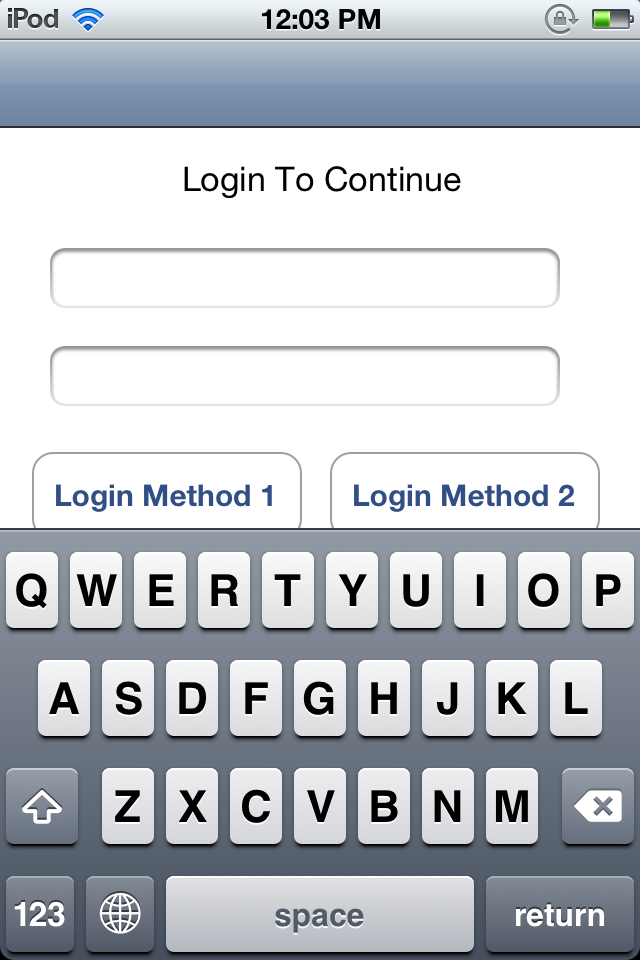 iPod 12:03 PM
Login To Continue
Login Method 1 Login Method 2
Q W E R T Y U I O P
A S D F G H J K L
Z X C V B N M
123 space return